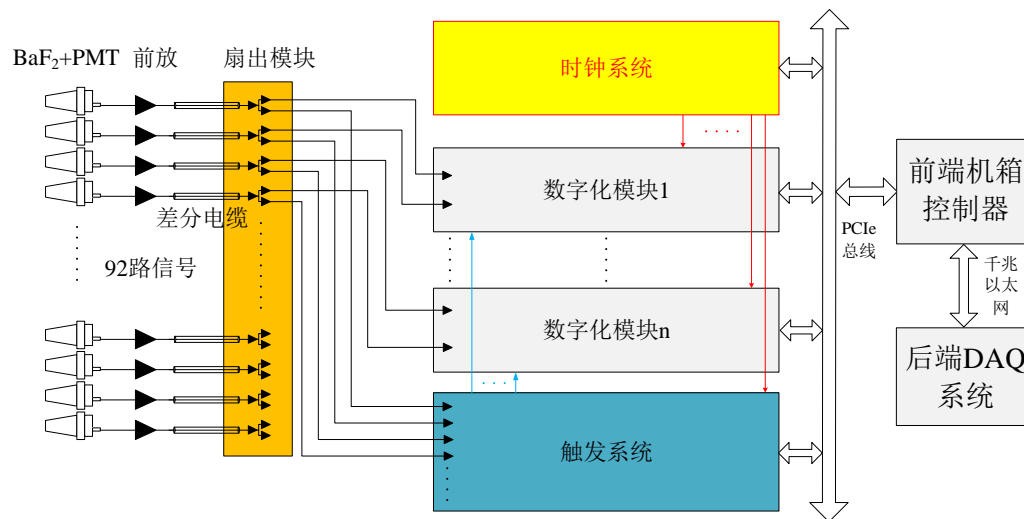 BaF₂+PMT 前放 扇出模块
时钟系统
数字化模块1
差分电缆
92路信号
数字化模块n
触发系统
PCIe
总线
前端机箱
控制器
千兆
以太
网
后端DAQ
系统